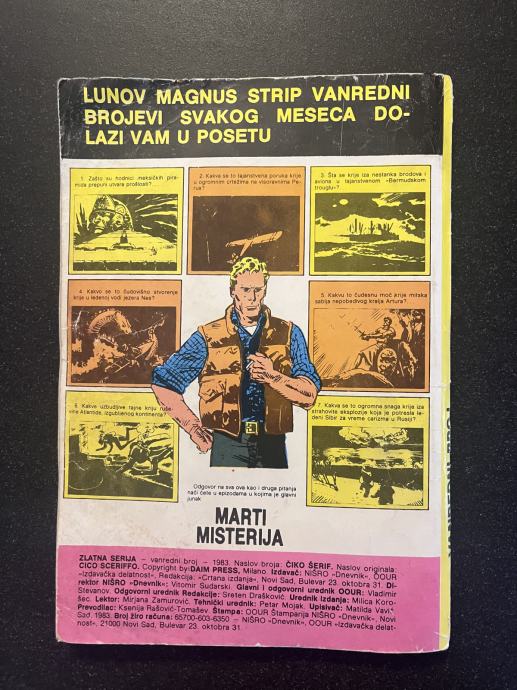 LUNOV MAGNUS STRIP VANREDNI
BROJEVI SVAKOG MESECA DO-
LAZI VAM U POSETU
1. Zašto su hodnici meksičkih pira-
mida prepuni utvara prošlosti?
2. Kakva se to tajanstvena poruka krije
u ogromnim crtežima na visoravnima Pe-
rua?
3. Šta se krije iza nestanka brodova i
aviona u tajanstvenom «Bermudskom
trouglu»?
4. Kakvo se to čudovišno stvorenje
krije u ledenoj vodi jezera Nes?
5. Kakvu to čudesnu moć krije mitska
sablja nepobedivog kralja Artura?
6. Kakve uzbudljive tajne kriju ruše-
vine Atlantide, izgubljenog kontinenta?
7. Kakva se to ogromna snaga krije iza
strahovite eksplozije koja je potresla le-
deni Sibir za vreme carizma u Rusiji?
Odgovor na sva ova kao i druga pitanja
naći ćete u epizodama u kojima je glavni
junak
MARTI
MISTERIJA
ZLATNA SERIJA – vanredni broj – 1983. Naslov broja: ČIKO ŠERIF. Naslov originala:
CICO SCERIFFO. Copyright by DAIM PRESS, Milano. Izdavač: NIŠRO »Dnevnik«, OOUR
»Izdavačka delatnost«, Redakcija: »Crtana izdanja«, Novi Sad, Bulevar 23. oktobra 31. Di-
rektor NIŠRO »Dnevnik«: Vitomir Sudarski. Glavni i odgovorni urednik OOUR: Vladimir
Stevanov. Odgovorni urednik Redakcije: Sreten Drašković. Urednik izdanja: Milica Koro-
šec. Lektor: Mirjana Zamurović. Tehnički urednik: Petar Mojak. Upisivač: Matilda Vavi.
Prevodilac: Ksenija Rašović-Tomašev. Štampa: OOUR Štamparija NIŠRO »Dnevnik«, Novi
Sad, 1983. Broj žiro računa: 65700-603-6350 – NIŠRO »Dnevnik«, OOUR »Izdavačka delat-
nost«, 21000 Novi Sad, Bulevar 23. oktobra 31.